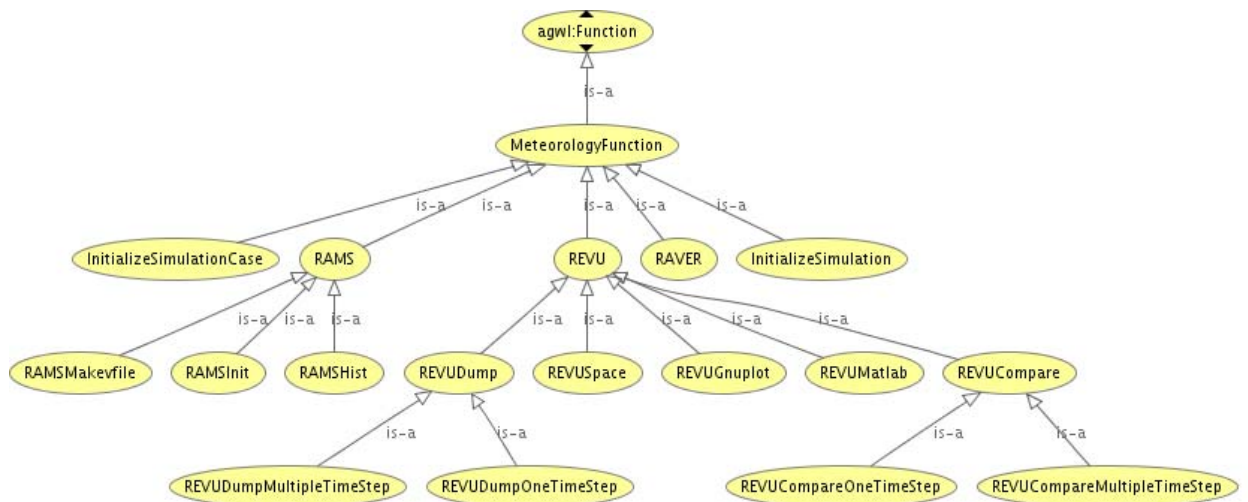 agwl:Function
is-a
MeteorologyFunction
is-a is-a is-a is-a is-a
InitializeSimulationCase RAMS REVU RAVER InitializeSimulation
is-a is-a is-a is-a is-a is-a is-a
RAMSMakevfile RAMSInit RAMSHist REVUDump REVUSpace REVUGnuplot REVUMatlab REVUCompare
is-a is-a is-a is-a
REVUDumpMultipleTimeStep REVUDumpOneTimeStep REVUCompareOneTimeStep REVUCompareMultipleTimeStep